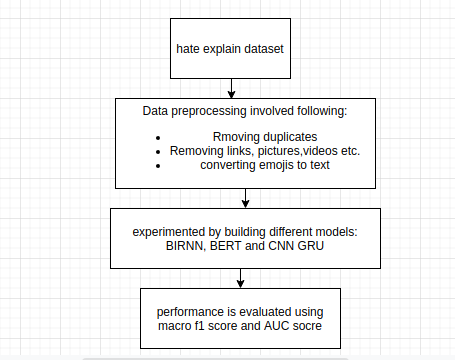 hate explain dataset
Data preprocessing involved following:
• Rmoving duplicates
• Removing links, pictures,videos etc.
• converting emojis to text
experimented by building different models:
BIRNN, BERT and CNN GRU
performance is evaluated using
macro f1 score and AUC socre